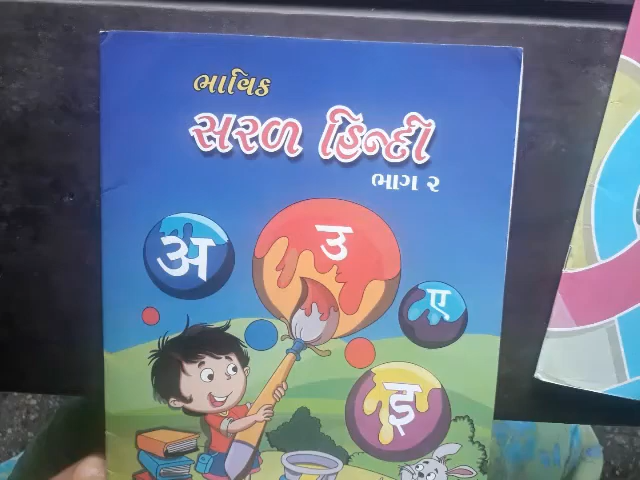 ભાવિક
સરળ હિન્દી
ભાગ ૨
अ
उ
ए
इ